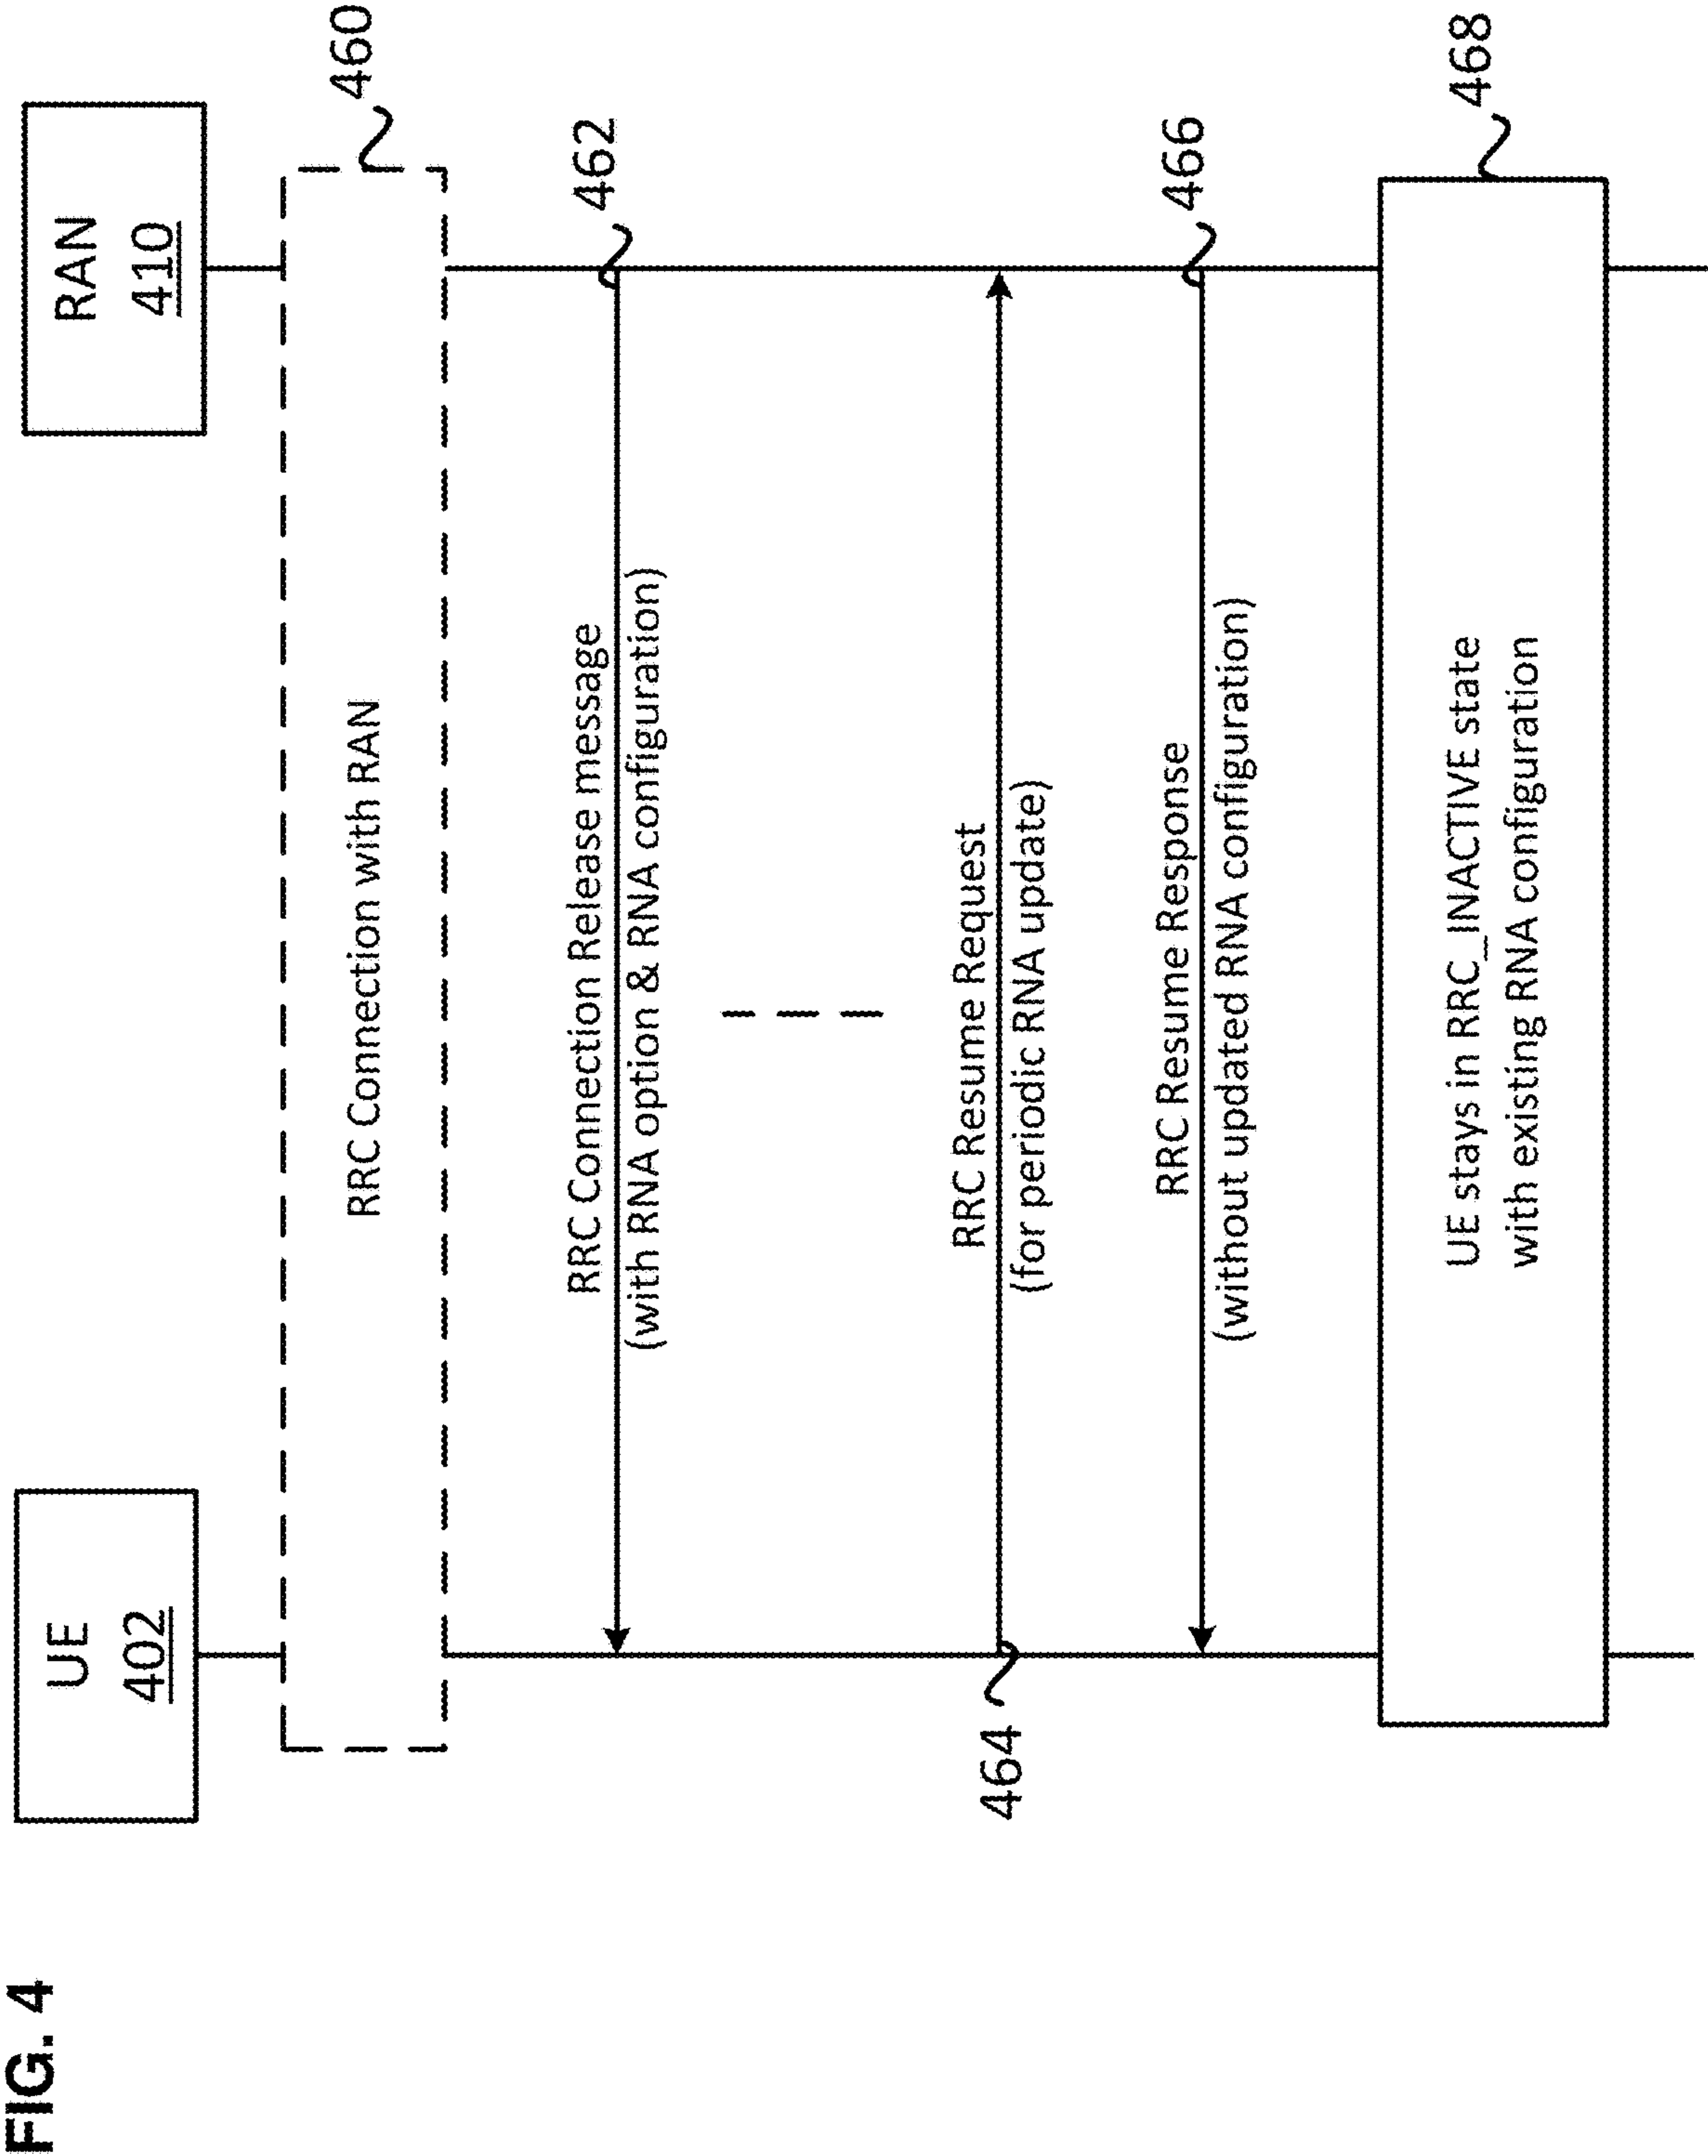 FIG. 4
UE
402
RAN
410
RRC Connection with RAN
460
RRC Connection Release message
(with RNA option & RNA configuration)
462
RRC Resume Request
(for periodic RNA update)
464
RRC Resume Response
(without updated RNA configuration)
466
UE stays in RRC_INACTIVE state
with existing RNA configuration
468